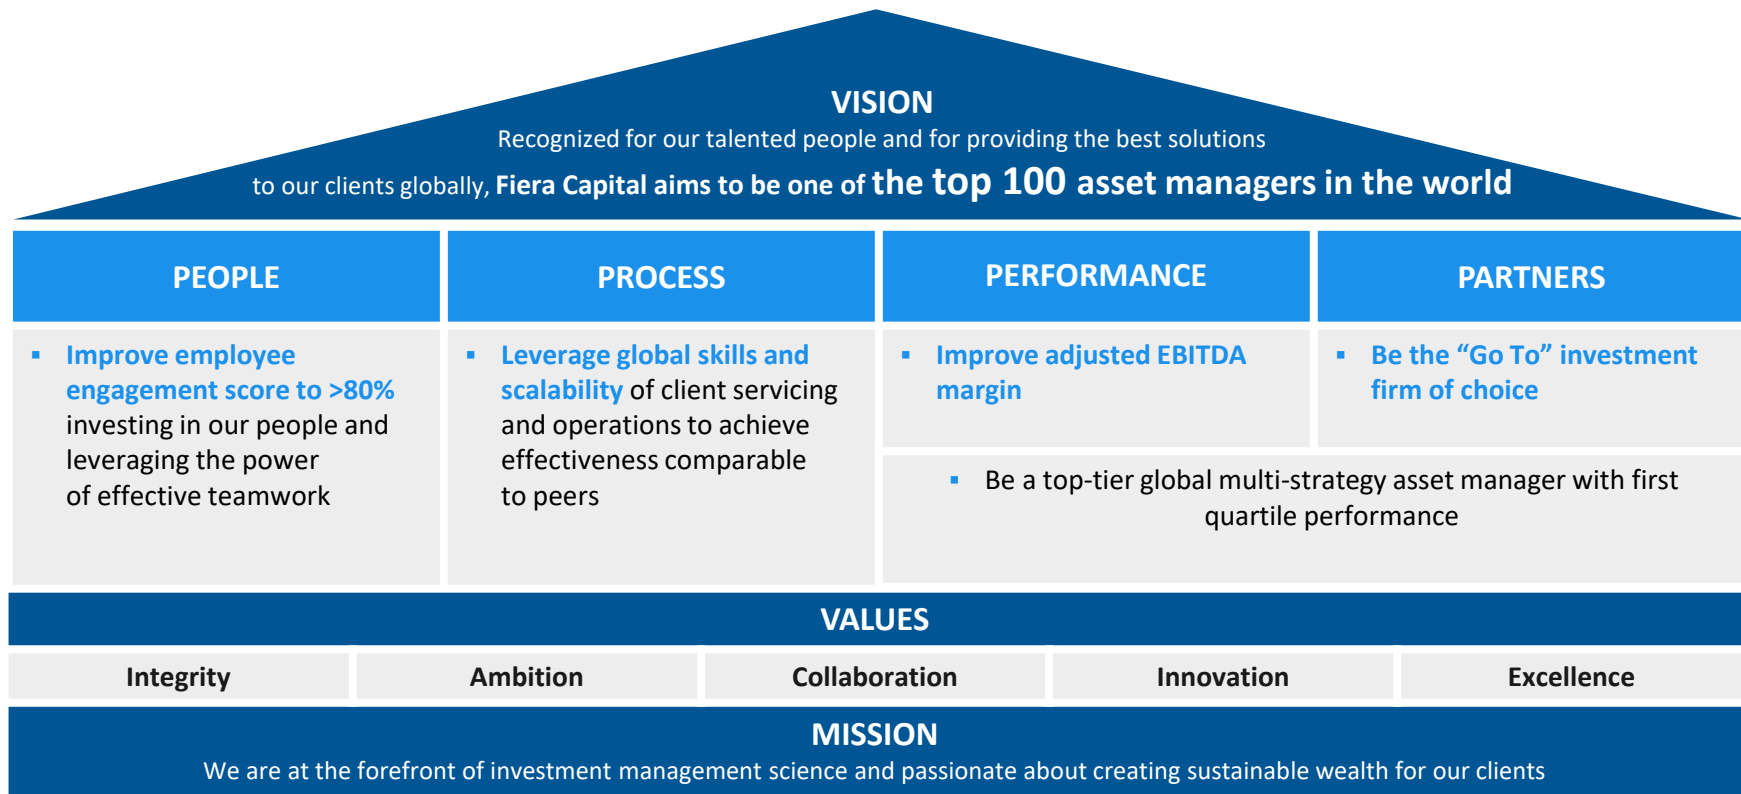 VISION
Recognized for our talented people and for providing the best solutions
to our clients globally, Fiera Capital aims to be one of the top 100 asset managers in the world
PEOPLE
▪ Improve employee
engagement score to >80%
investing in our people and
leveraging the power
of effective teamwork
PROCESS
▪ Leverage global skills and
scalability of client servicing
and operations to achieve
effectiveness comparable
to peers
PERFORMANCE
▪ Improve adjusted EBITDA
margin
PARTNERS
▪ Be the “Go To” investment
firm of choice
▪ Be a top-tier global multi-strategy asset manager with first
quartile performance
VALUES
Integrity
Ambition
Collaboration
Innovation
Excellence
MISSION
We are at the forefront of investment management science and passionate about creating sustainable wealth for our clients